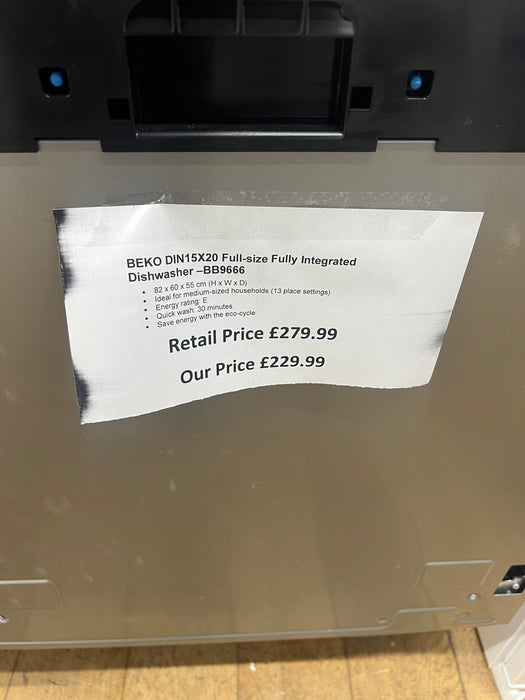 BEKO DIN15X20 Full-size Fully Integrated
Dishwasher –BB9666
• 82 x 60 x 55 cm (H x W x D)
• Ideal for medium-sized households (13 place settings)
• Energy rating: E
• Quick wash: 30 minutes
• Save energy with the eco-cycle
Retail Price £279.99
Our Price £229.99